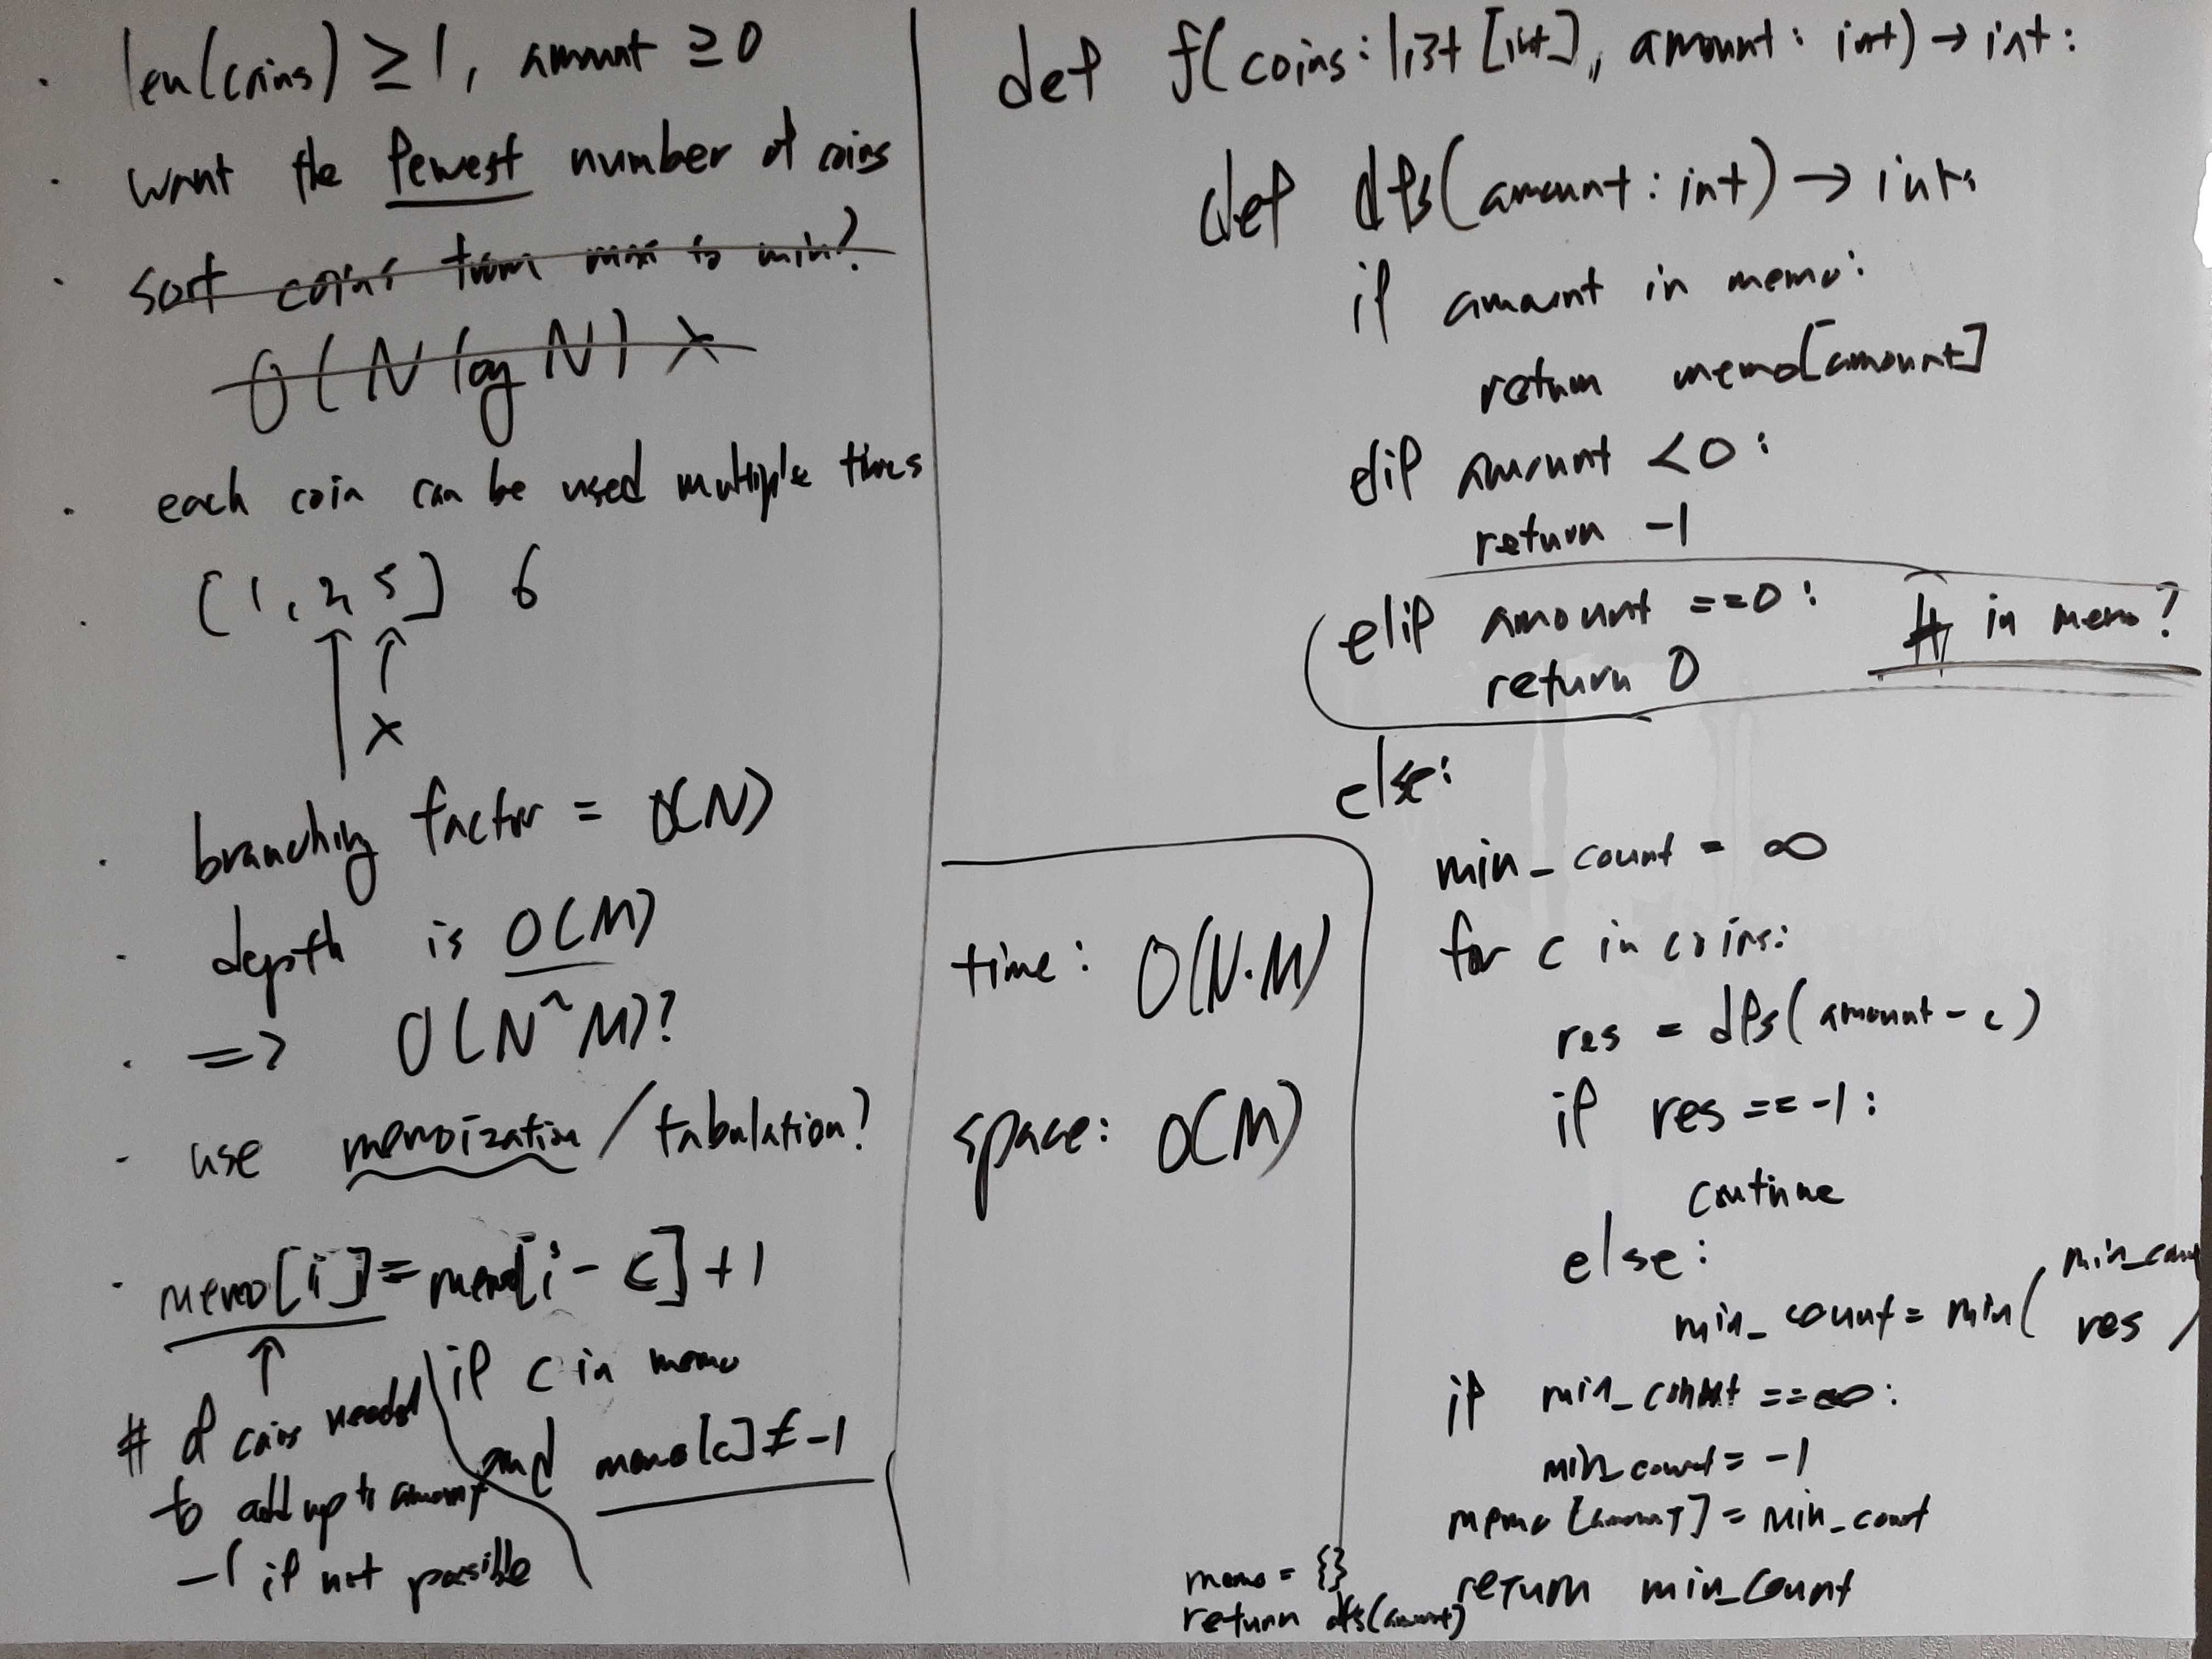 · len(coins) ≥ 1, amount ≥ 0
· want the fewest number of coins
· sort coins from max to min?
O(N log N) ×
· each coin can be used multiple times
· [1, 2, 5] 6
↑ ↑
×
· branching factor = O(N)
· depth is O(M)
· => O(N^M)?
· use memoization / tabulation?
· memo[i] = memo[i - c] + 1
↑
if c in memo
and memo[c] ≠ -1
# of coins needed
to add up to amount
-1 if not possible
time: O(N·M)
space: O(M)
def f(coins: list[int], amount: int) → int:
def dfs(amount: int) → int:
if amount in memo:
return memo[amount]
elif amount < 0:
return -1
elif amount == 0:
return 0
in memo?
else:
min_count = ∞
for c in coins:
res = dfs(amount - c)
if res == -1:
continue
else:
min_count = min(min_count
res)
if min_count == ∞:
min_count = -1
memo[amount] = min_count
return min_count
memo = {}
return dfs(amount)